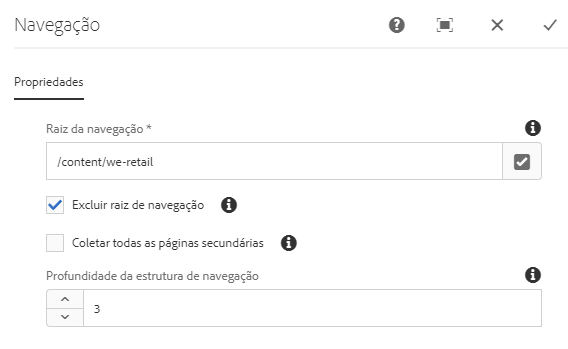 Navegação
Propriedades
Raiz da navegação *
/content/we-retail
Excluir raiz de navegação
Coletar todas as páginas secundárias
Profundidade da estrutura de navegação
3